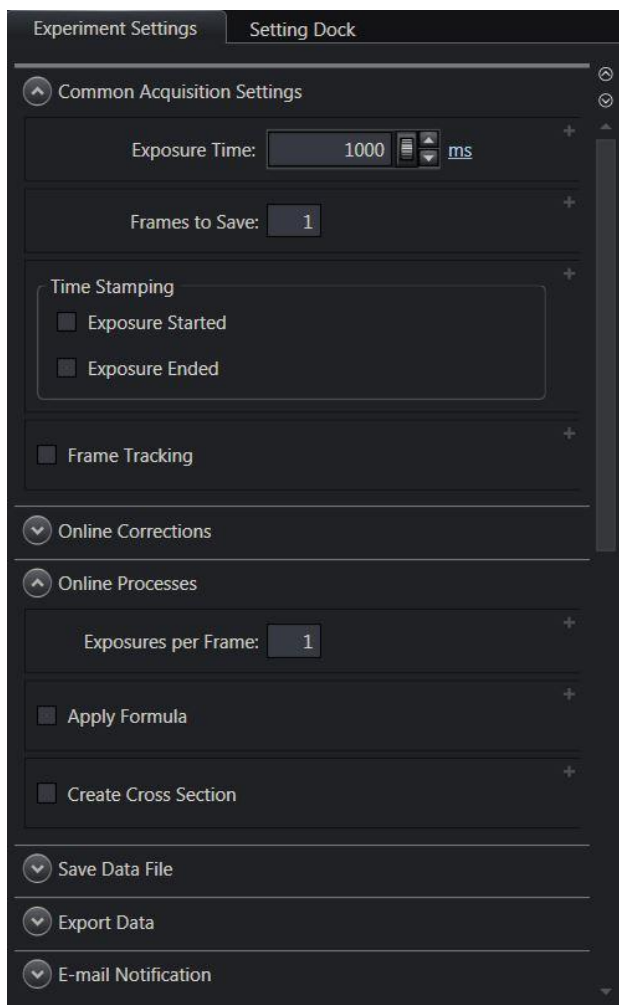 Experiment Settings Setting Dock
Common Acquisition Settings
Exposure Time: 1000 ms
Frames to Save: 1
Time Stamping
Exposure Started
Exposure Ended
Frame Tracking
Online Corrections
Online Processes
Exposures per Frame: 1
Apply Formula
Create Cross Section
Save Data File
Export Data
E-mail Notification